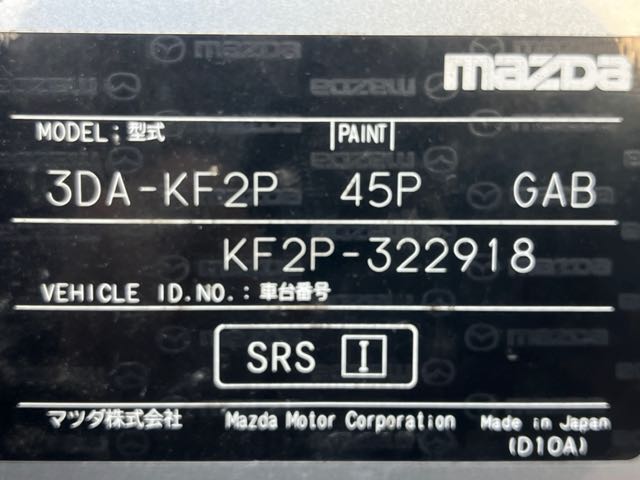 mazda
MODEL: 型式 PAINT
3DA-KF2P 45P GAB
KF2P-322918
VEHICLE ID.NO.: 車台番号
SRS I
マツダ株式会社 Mazda Motor Corporation Made in Japan
(D10A)